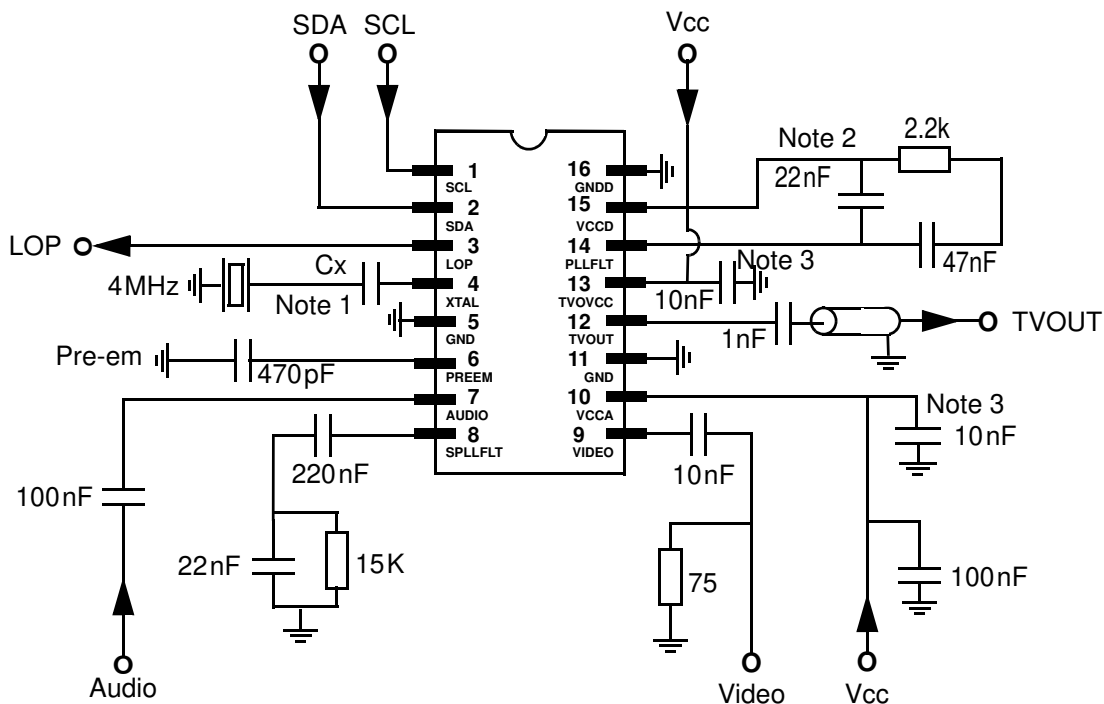 SDA
SCL
Vcc
1
SCL
2
SDA
3
LOP
4
XTAL
5
GND
6
PREEM
7
AUDIO
8
SPLLFLT
16
GNDD
15
VCCD
14
PLLFLT
13
TVOVCC
12
TVOUT
11
GND
10
VCCA
9
VIDEO
LOP
4MHz
Cx
Note 1
Pre-em
470pF
220nF
100nF
22nF
15K
Audio
Note 2
2.2k
22nF
47nF
Note 3
10nF
1nF
TVOUT
Note 3
10nF
10nF
75
100nF
Video
Vcc